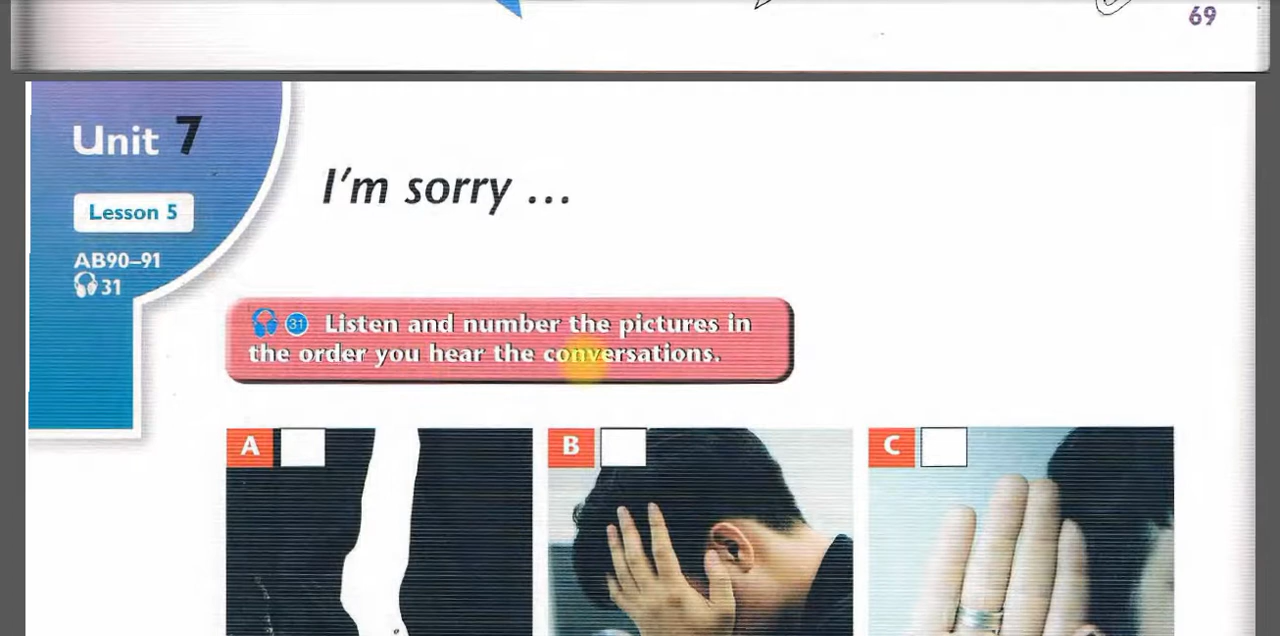 69
Unit 7
Lesson 5
AB90–91
31
I'm sorry ...
31 Listen and number the pictures in
the order you hear the conversations.
A
B
C